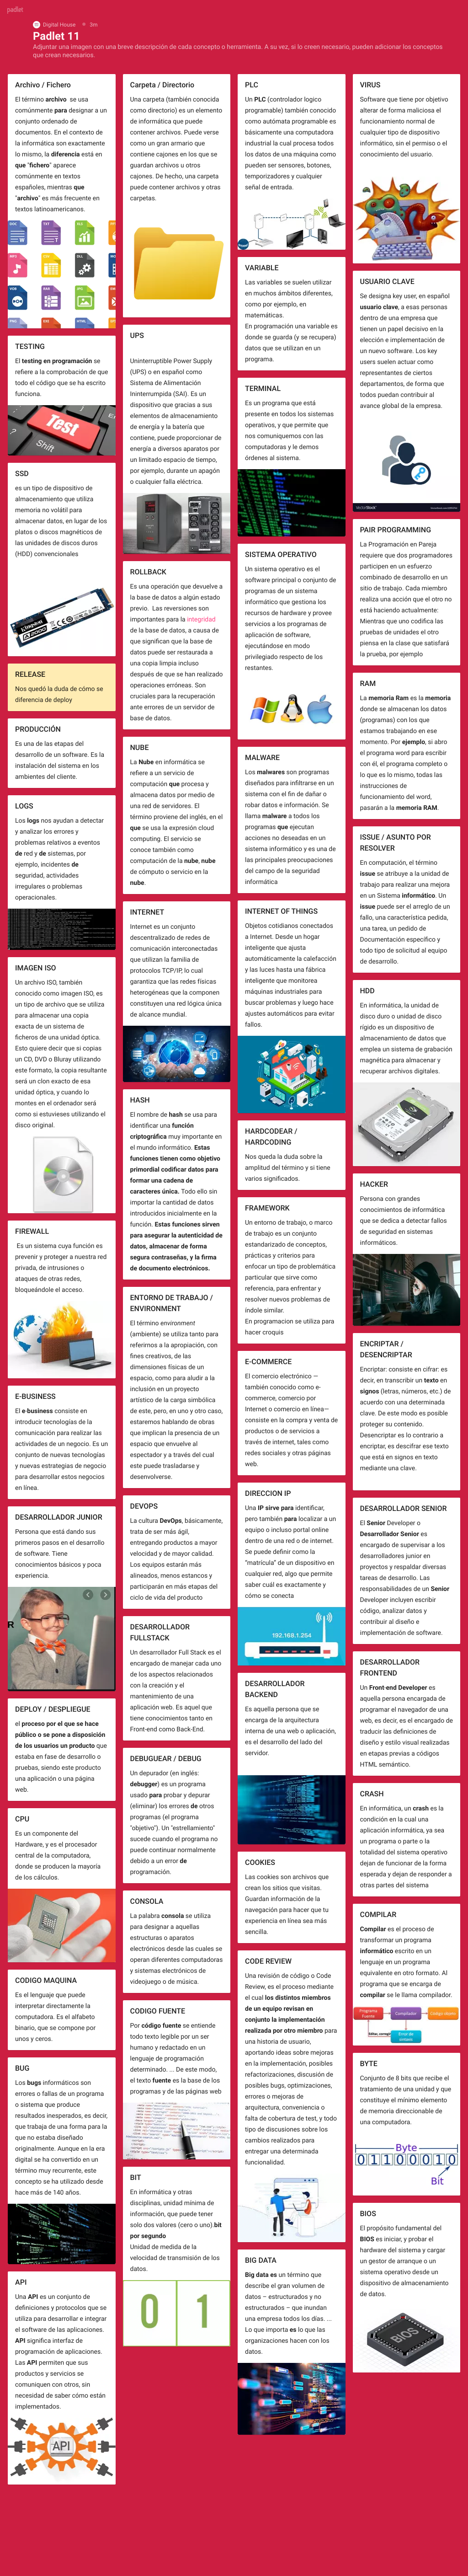 padlet
Digital House • 3m
Padlet 11
Adjuntar una imagen con una breve descripción de cada concepto o herramienta. A su vez, si lo creen necesario, pueden adicionar los conceptos
que crean necesarios.
Archivo / Fichero
El término archivo se usa
comúnmente para designar a un
conjunto ordenado de
documentos. En el contexto de
la informática son exactamente
lo mismo, la diferencia está en
que "fichero" aparece
comúnmente en textos
españoles, mientras que
"archivo" es más frecuente en
textos latinoamericanos.
TESTING
El testing en programación se
refiere a la comprobación de que
todo el código que se ha escrito
funciona.
Test
Shift
SSD
es un tipo de dispositivo de
almacenamiento que utiliza
memoria no volátil para
almacenar datos, en lugar de los
platos o discos magnéticos de
las unidades de discos duros
(HDD) convencionales
RELEASE
Nos quedó la duda de cómo se
diferencia de deploy
PRODUCCIÓN
Es una de las etapas del
desarrollo de un software. Es la
instalación del sistema en los
ambientes del cliente.
LOGS
Los logs nos ayudan a detectar
y analizar los errores y
problemas relativos a eventos
de red y de sistemas, por
ejemplo, incidentes de
seguridad, actividades
irregulares o problemas
operacionales.
IMAGEN ISO
Un archivo ISO, también
conocido como imagen ISO, es
un tipo de archivo que se utiliza
para almacenar una copia
exacta de un sistema de
ficheros de una unidad óptica.
Esto quiere decir que si copias
un CD, DVD o Bluray utilizando
este formato, la copia resultante
será un clon exacto de esa
unidad óptica, y cuando lo
montes en el ordenador será
como si estuvieses utilizando el
disco original.
FIREWALL
Es un sistema cuya función es
prevenir y proteger a nuestra red
privada, de intrusiones o
ataques de otras redes,
bloqueándole el acceso.
E-BUSINESS
El e-business consiste en
introducir tecnologías de la
comunicación para realizar las
actividades de un negocio. Es un
conjunto de nuevas tecnologías
y nuevas estrategias de negocio
para desarrollar estos negocios
en línea.
DESARROLLADOR JUNIOR
Persona que está dando sus
primeros pasos en el desarrollo
de software. Tiene
conocimientos básicos y poca
experiencia.
R
DEPLOY / DESPLIEGUE
el proceso por el que se hace
público o se pone a disposición
de los usuarios un producto que
estaba en fase de desarrollo o
pruebas, siendo este producto
una aplicación o una página
web.
CPU
Es un componente del
Hardware, y es el procesador
central de la computadora,
donde se producen la mayoría
de los cálculos.
CODIGO MAQUINA
Es el lenguaje que puede
interpretar directamente la
computadora. Es el alfabeto
binario, que se compone por
unos y ceros.
BUG
Los bugs informáticos son
errores o fallas de un programa
o sistema que produce
resultados inesperados, es decir,
que trabaja de una forma para la
que no estaba diseñado
originalmente. Aunque en la era
digital se ha convertido en un
término muy recurrente, este
concepto se ha utilizado desde
hace más de 140 años.
API
Una API es un conjunto de
definiciones y protocolos que se
utiliza para desarrollar e integrar
el software de las aplicaciones.
API significa interfaz de
programación de aplicaciones.
Las API permiten que sus
productos y servicios se
comuniquen con otros, sin
necesidad de saber cómo están
implementados.
API
Carpeta / Directorio
Una carpeta (también conocida
como directorio) es un elemento
de informática que puede
contener archivos. Puede verse
como un gran armario que
contiene cajones en los que se
guardan archivos u otros
cajones. De hecho, una carpeta
puede contener archivos y otras
carpetas.
UPS
Uninterruptible Power Supply
(UPS) o en español como
Sistema de Alimentación
Ininterrumpida (SAI). Es un
dispositivo que gracias a sus
elementos de almacenamiento
de energía y la batería que
contiene, puede proporcionar de
energía a diversos aparatos por
un limitado espacio de tiempo,
por ejemplo, durante un apagón
o cualquier falla eléctrica.
ROLLBACK
Es una operación que devuelve a
la base de datos a algún estado
previo. Las reversiones son
importantes para la integridad
de la base de datos, a causa de
que significan que la base de
datos puede ser restaurada a
una copia limpia incluso
después de que se han realizado
operaciones erróneas. Son
cruciales para la recuperación
ante errores de un servidor de
base de datos.
NUBE
La Nube en informática se
refiere a un servicio de
computación que procesa y
almacena datos por medio de
una red de servidores. El
término proviene del inglés, en el
que se usa la expresión cloud
computing. El servicio se
conoce también como
computación de la nube, nube
de cómputo o servicio en la
nube.
INTERNET
Internet es un conjunto
descentralizado de redes de
comunicación interconectadas
que utilizan la familia de
protocolos TCP/IP, lo cual
garantiza que las redes físicas
heterogéneas que la componen
constituyen una red lógica única
de alcance mundial.
HASH
El nombre de hash se usa para
identificar una función
criptográfica muy importante en
el mundo informático. Estas
funciones tienen como objetivo
primordial codificar datos para
formar una cadena de
caracteres única. Todo ello sin
importar la cantidad de datos
introducidos inicialmente en la
función. Estas funciones sirven
para asegurar la autenticidad de
datos, almacenar de forma
segura contraseñas, y la firma
de documento electrónicos.
ENTORNO DE TRABAJO /
ENVIRONMENT
El término environment
(ambiente) se utiliza tanto para
referirnos a la apropiación, con
fines creativos, de las
dimensiones físicas de un
espacio, como para aludir a la
inclusión en un proyecto
artístico de la carga simbólica
de este, pero, en uno y otro caso,
estaremos hablando de obras
que implican la presencia de un
espacio que envuelve al
espectador y a través del cual
este puede trasladarse y
desenvolverse.
DEVOPS
La cultura DevOps, básicamente,
trata de ser más ágil,
entregando productos a mayor
velocidad y de mayor calidad.
Los equipos estarán más
alineados, menos estancos y
participarán en más etapas del
ciclo de vida del producto
DESARROLLADOR
FULLSTACK
Un desarrollador Full Stack es el
encargado de manejar cada uno
de los aspectos relacionados
con la creación y el
mantenimiento de una
aplicación web. Es aquel que
tiene conocimientos tanto en
Front-end como Back-End.
DEBUGUEAR / DEBUG
Un depurador (en inglés:
debugger) es un programa
usado para probar y depurar
(eliminar) los errores de otros
programas (el programa
"objetivo"). Un "estrellamiento"
sucede cuando el programa no
puede continuar normalmente
debido a un error de
programación.
CONSOLA
La palabra consola se utiliza
para designar a aquellas
estructuras o aparatos
electrónicos desde las cuales se
operan diferentes computadoras
y sistemas electrónicos de
videojuego o de música.
CODIGO FUENTE
Por código fuente se entiende
todo texto legible por un ser
humano y redactado en un
lenguaje de programación
determinado. ... De este modo,
el texto fuente es la base de los
programas y de las páginas web
BIT
En informática y otras
disciplinas, unidad mínima de
información, que puede tener
solo dos valores (cero o uno).bit
por segundo
Unidad de medida de la
velocidad de transmisión de los
datos.
0 1
PLC
Un PLC (controlador logico
programable) también conocido
como autómata programable es
básicamente una computadora
industrial la cual procesa todos
los datos de una máquina como
pueden ser sensores, botones,
temporizadores y cualquier
señal de entrada.
VARIABLE
Las variables se suelen utilizar
en muchos ámbitos diferentes,
como por ejemplo, en
matemáticas.
En programación una variable es
donde se guarda (y se recupera)
datos que se utilizan en un
programa.
TERMINAL
Es un programa que está
presente en todos los sistemas
operativos, y que permite que
nos comuniquemos con las
computadoras y le demos
órdenes al sistema.
SISTEMA OPERATIVO
Un sistema operativo es el
software principal o conjunto de
programas de un sistema
informático que gestiona los
recursos de hardware y provee
servicios a los programas de
aplicación de software,
ejecutándose en modo
privilegiado respecto de los
restantes.
MALWARE
Los malwares son programas
diseñados para infiltrarse en un
sistema con el fin de dañar o
robar datos e información. Se
llama malware a todos los
programas que ejecutan
acciones no deseadas en un
sistema informático y es una de
las principales preocupaciones
del campo de la seguridad
informática
INTERNET OF THINGS
Objetos cotidianos conectados
a Internet. Desde un hogar
inteligente que ajusta
automáticamente la calefacción
y las luces hasta una fábrica
inteligente que monitorea
máquinas industriales para
buscar problemas y luego hace
ajustes automáticos para evitar
fallos.
HARDCODEAR /
HARDCODING
Nos queda la duda sobre la
amplitud del término y si tiene
varios significados.
FRAMEWORK
Un entorno de trabajo, o marco
de trabajo es un conjunto
estandarizado de conceptos,
prácticas y criterios para
enfocar un tipo de problemática
particular que sirve como
referencia, para enfrentar y
resolver nuevos problemas de
índole similar.
En programacion se utiliza para
hacer croquis
E-COMMERCE
El comercio electrónico —
también conocido como e-
commerce, comercio por
Internet o comercio en línea—
consiste en la compra y venta de
productos o de servicios a
través de internet, tales como
redes sociales y otras páginas
web.
DIRECCION IP
Una IP sirve para identificar,
pero también para localizar a un
equipo o incluso portal online
dentro de una red o de internet.
Se puede definir como la
"matrícula" de un dispositivo en
cualquier red, algo que permite
saber cuál es exactamente y
cómo se conecta
192.168.1.254
DESARROLLADOR
BACKEND
Es aquella persona que se
encarga de la arquitectura
interna de una web o aplicación,
es el desarrollo del lado del
servidor.
COOKIES
Las cookies son archivos que
crean los sitios que visitas.
Guardan información de la
navegación para hacer que tu
experiencia en línea sea más
sencilla.
CODE REVIEW
Una revisión de código o Code
Review, es el proceso mediante
el cual los distintos miembros
de un equipo revisan en
conjunto la implementación
realizada por otro miembro para
una historia de usuario,
aportando ideas sobre mejoras
en la implementación, posibles
refactorizaciones, discusión de
posibles bugs, optimizaciones,
errores o mejoras de
arquitectura, conveniencia o
falta de cobertura de test, y todo
tipo de discusiones sobre los
cambios realizados para
entregar una determinada
funcionalidad.
BIG DATA
Big data es un término que
describe el gran volumen de
datos – estructurados y no
estructurados – que inundan
una empresa todos los días. ...
Lo que importa es lo que las
organizaciones hacen con los
datos.
VIRUS
Software que tiene por objetivo
alterar de forma maliciosa el
funcionamiento normal de
cualquier tipo de dispositivo
informático, sin el permiso o el
conocimiento del usuario.
USUARIO CLAVE
Se designa key user, en español
usuario clave, a esas personas
dentro de una empresa que
tienen un papel decisivo en la
elección e implementación de
un nuevo software. Los key
users suelen actuar como
representantes de ciertos
departamentos, de forma que
todos puedan contribuir al
avance global de la empresa.
PAIR PROGRAMMING
La Programación en Pareja
requiere que dos programadores
participen en un esfuerzo
combinado de desarrollo en un
sitio de trabajo. Cada miembro
realiza una acción que el otro no
está haciendo actualmente:
Mientras que uno codifica las
pruebas de unidades el otro
piensa en la clase que satisfará
la prueba, por ejemplo
RAM
La memoria Ram es la memoria
donde se almacenan los datos
(programas) con los que
estamos trabajando en ese
momento. Por ejemplo, si abro
el programa word para escribir
con él, el programa completo o
lo que es lo mismo, todas las
instrucciones de
funcionamiento del word,
pasarán a la memoria RAM.
ISSUE / ASUNTO POR
RESOLVER
En computación, el término
issue se atribuye a la unidad de
trabajo para realizar una mejora
en un Sistema informático. Un
issue puede ser el arreglo de un
fallo, una característica pedida,
una tarea, un pedido de
Documentación específico y
todo tipo de solicitud al equipo
de desarrollo.
HDD
En informática, la unidad de
disco duro o unidad de disco
rígido es un dispositivo de
almacenamiento de datos que
emplea un sistema de grabación
magnética para almacenar y
recuperar archivos digitales.
HACKER
Persona con grandes
conocimientos de informática
que se dedica a detectar fallos
de seguridad en sistemas
informáticos.
ENCRIPTAR /
DESENCRIPTAR
Encriptar: consiste en cifrar: es
decir, en transcribir un texto en
signos (letras, números, etc.) de
acuerdo con una determinada
clave. De este modo es posible
proteger su contenido.
Desencriptar es lo contrario a
encriptar, es descifrar ese texto
que está en signos en texto
mediante una clave.
DESARROLLADOR SENIOR
El Senior Developer o
Desarrollador Senior es
encargado de supervisar a los
desarrolladores junior en
proyectos y respaldar diversas
tareas de desarrollo. Las
responsabilidades de un Senior
Developer incluyen escribir
código, analizar datos y
contribuir al diseño e
implementación de software.
DESARROLLADOR
FRONTEND
Un Front-end Developer es
aquella persona encargada de
programar el navegador de una
web, es decir, es el encargado de
traducir las definiciones de
diseño y estilo visual realizadas
en etapas previas a códigos
HTML semántico.
CRASH
En informática, un crash es la
condición en la cual una
aplicación informática, ya sea
un programa o parte o la
totalidad del sistema operativo
dejan de funcionar de la forma
esperada y dejan de responder a
otras partes del sistema
COMPILAR
Compilar es el proceso de
transformar un programa
informático escrito en un
lenguaje en un programa
equivalente en otro formato. Al
programa que se encarga de
compilar se le llama compilador.
Programa
Fuente
Compilador
Código objeto
Error de
sintaxis
BYTE
Conjunto de 8 bits que recibe el
tratamiento de una unidad y que
constituye el mínimo elemento
de memoria direccionable de
una computadora.
Byte
01100010
Bit
BIOS
El propósito fundamental del
BIOS es iniciar, y probar el
hardware del sistema y cargar
un gestor de arranque o un
sistema operativo desde un
dispositivo de almacenamiento
de datos.
BIOS